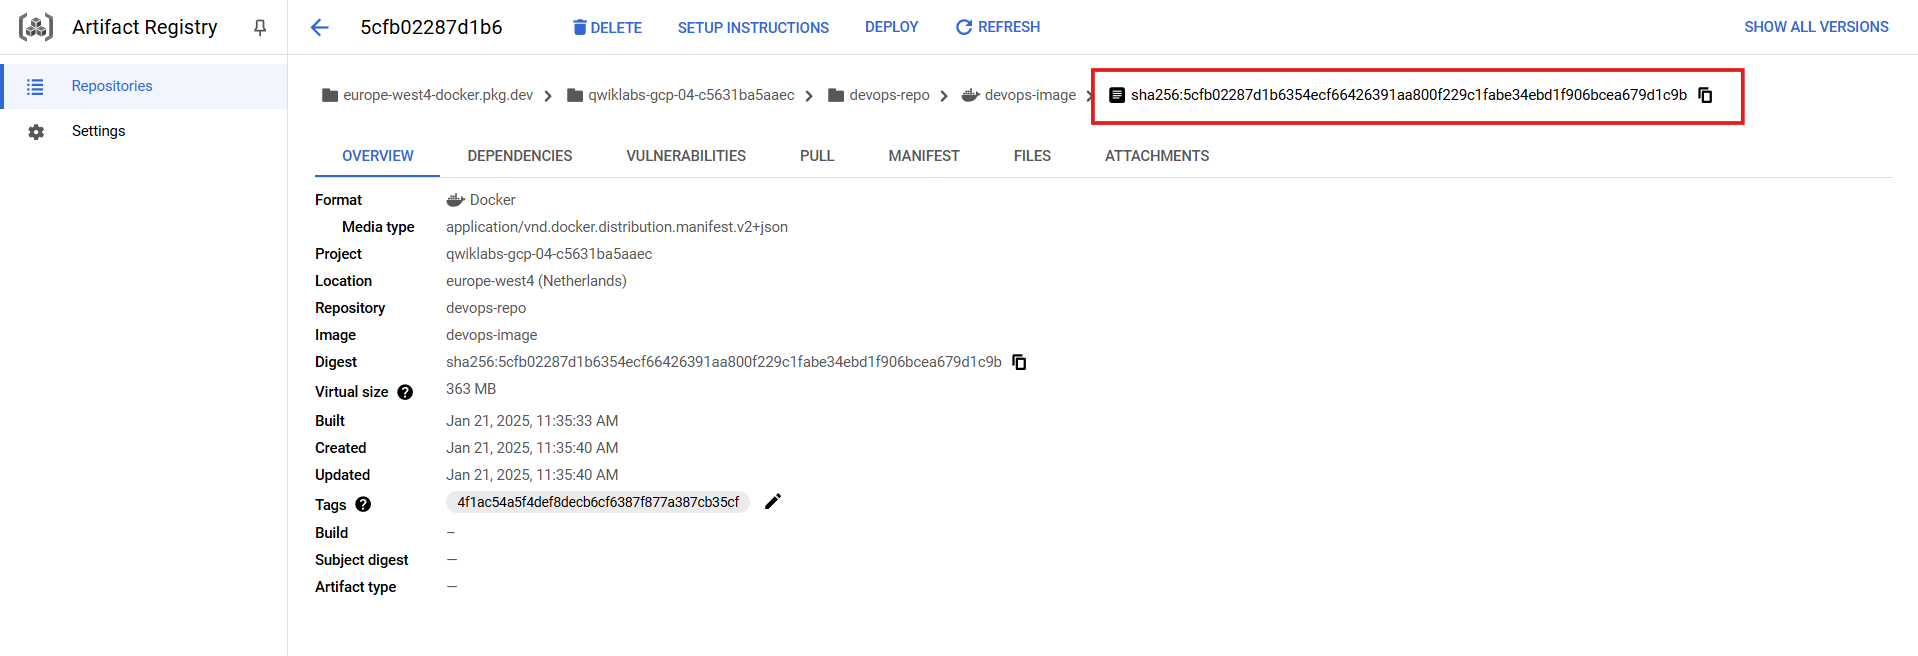 Artifact Registry
5cfb02287d1b6
DELETE
SETUP INSTRUCTIONS
DEPLOY
REFRESH
SHOW ALL VERSIONS
Repositories
Settings
europe-west4-docker.pkg.dev
qwiklabs-gcp-04-c5631ba5aaec
devops-repo
devops-image
sha256:5cfb02287d1b6354ecf66426391aa800f229c1fabe34ebd1f906bcea679d1c9b
OVERVIEW
DEPENDENCIES
VULNERABILITIES
PULL
MANIFEST
FILES
ATTACHMENTS
Format Docker
Media type application/vnd.docker.distribution.manifest.v2+json
Project qwiklabs-gcp-04-c5631ba5aaec
Location europe-west4 (Netherlands)
Repository devops-repo
Image devops-image
Digest sha256:5cfb02287d1b6354ecf66426391aa800f229c1fabe34ebd1f906bcea679d1c9b
Virtual size ? 363 MB
Built Jan 21, 2025, 11:35:33 AM
Created Jan 21, 2025, 11:35:40 AM
Updated Jan 21, 2025, 11:35:40 AM
Tags ? 4f1ac54a5f4def8decb6cf6387f877a387cb35cf
Build –
Subject digest —
Artifact type —